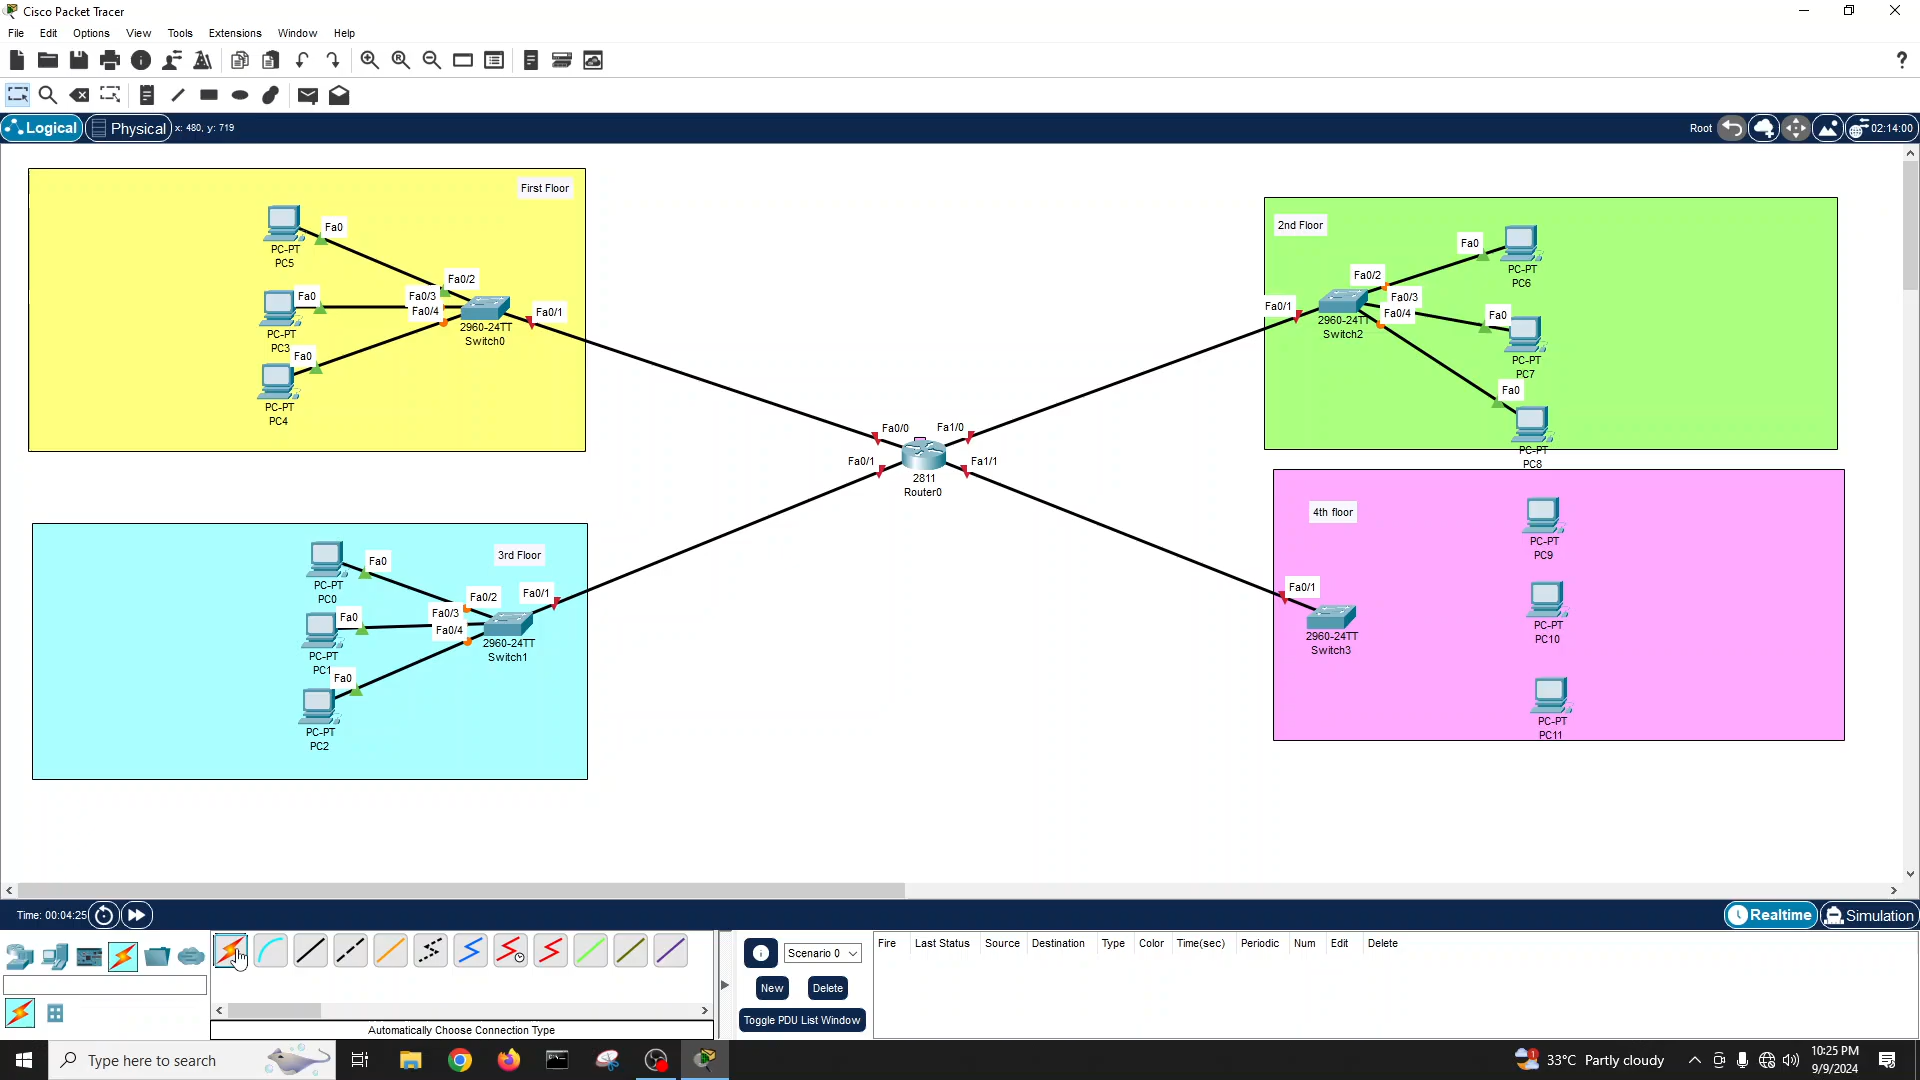 Cisco Packet Tracer
File Edit Options View Tools Extensions Window Help
Logical Physical x: 480, y: 719 Root 02:14:00
First Floor
Fa0
PC-PT
PC5
Fa0/2
Fa0
Fa0/3
Fa0/4
Fa0/1
PC-PT
PC3
2960-24TT
Switch0
Fa0
PC-PT
PC4
2nd Floor
Fa0
PC-PT
PC6
Fa0/2
Fa0/3
Fa0/1
Fa0/4
Fa0
2960-24TT
Switch2
PC-PT
PC7
Fa0
PC-PT
PC8
Fa0/0 Fa1/0
Fa0/1 Fa1/1
2811
Router0
3rd Floor
Fa0
PC-PT
PC0
Fa0/2
Fa0/1
Fa0
Fa0/3
Fa0/4
PC-PT
PC1
2960-24TT
Switch1
Fa0
PC-PT
PC2
4th floor
PC-PT
PC9
Fa0/1
2960-24TT
Switch3
PC-PT
PC10
PC-PT
PC11
Time: 00:04:25 Realtime Simulation
Scenario 0
New Delete
Toggle PDU List Window
Fire Last Status Source Destination Type Color Time(sec) Periodic Num Edit Delete
Automatically Choose Connection Type
Type here to search
33°C Partly cloudy
10:25 PM
9/9/2024